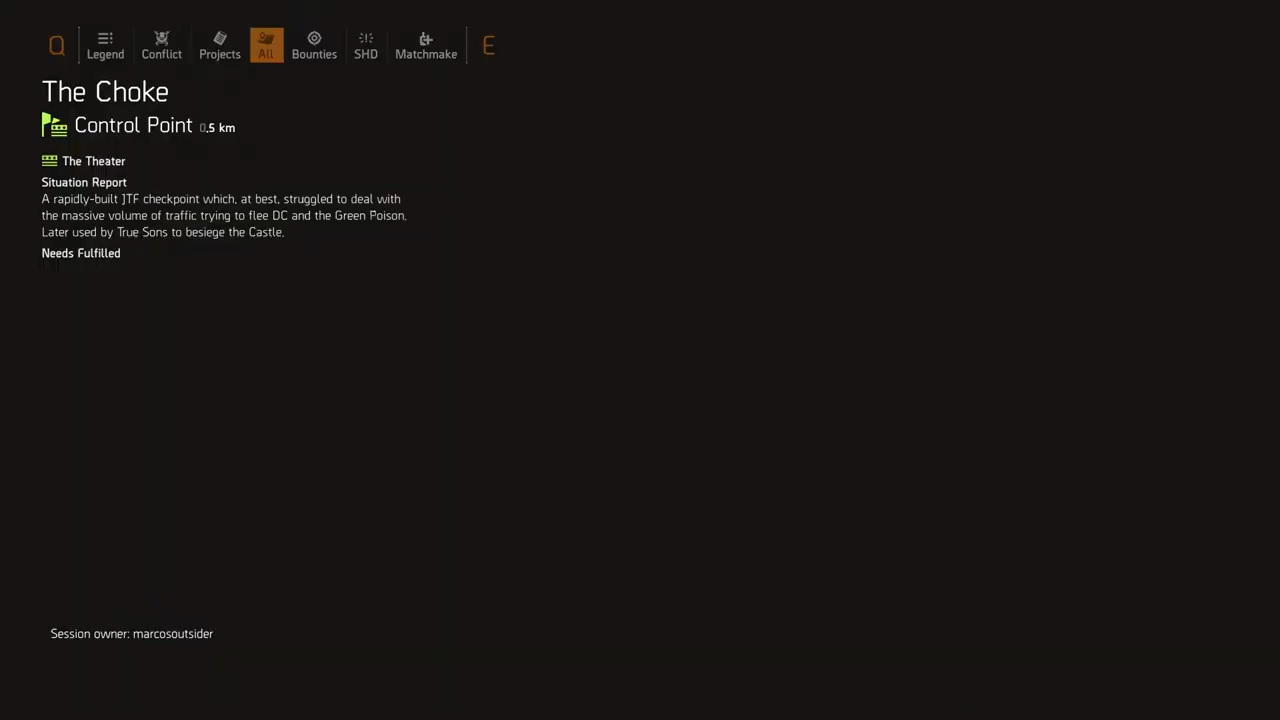 Q Legend Conflict Projects All Bounties SHD Matchmake E
The Choke
Control Point .5 km
The Theater
Situation Report
A rapidly-built JTF checkpoint which, at best, struggled to deal with
the massive volume of traffic trying to flee DC and the Green Poison.
Later used by True Sons to besiege the Castle.
Needs Fulfilled
Session owner: marcosoutsider